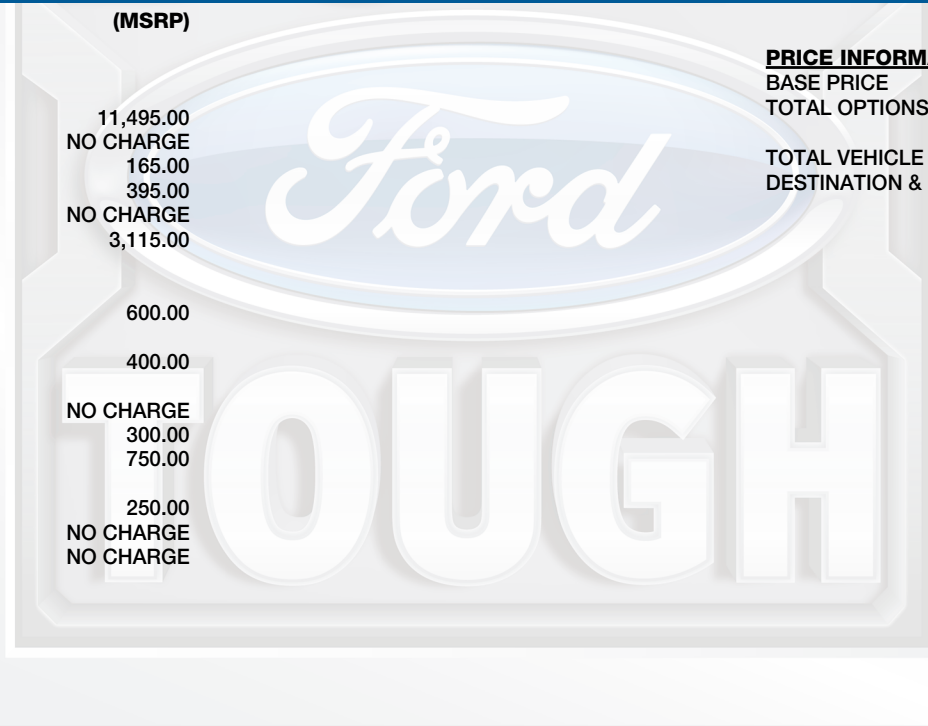 (MSRP)
11,495.00
NO CHARGE
165.00
395.00
NO CHARGE
3,115.00
600.00
400.00
NO CHARGE
300.00
750.00
250.00
NO CHARGE
NO CHARGE
PRICE INFORMA
BASE PRICE
TOTAL OPTIONS
TOTAL VEHICLE
DESTINATION &
Ford
TOUGH